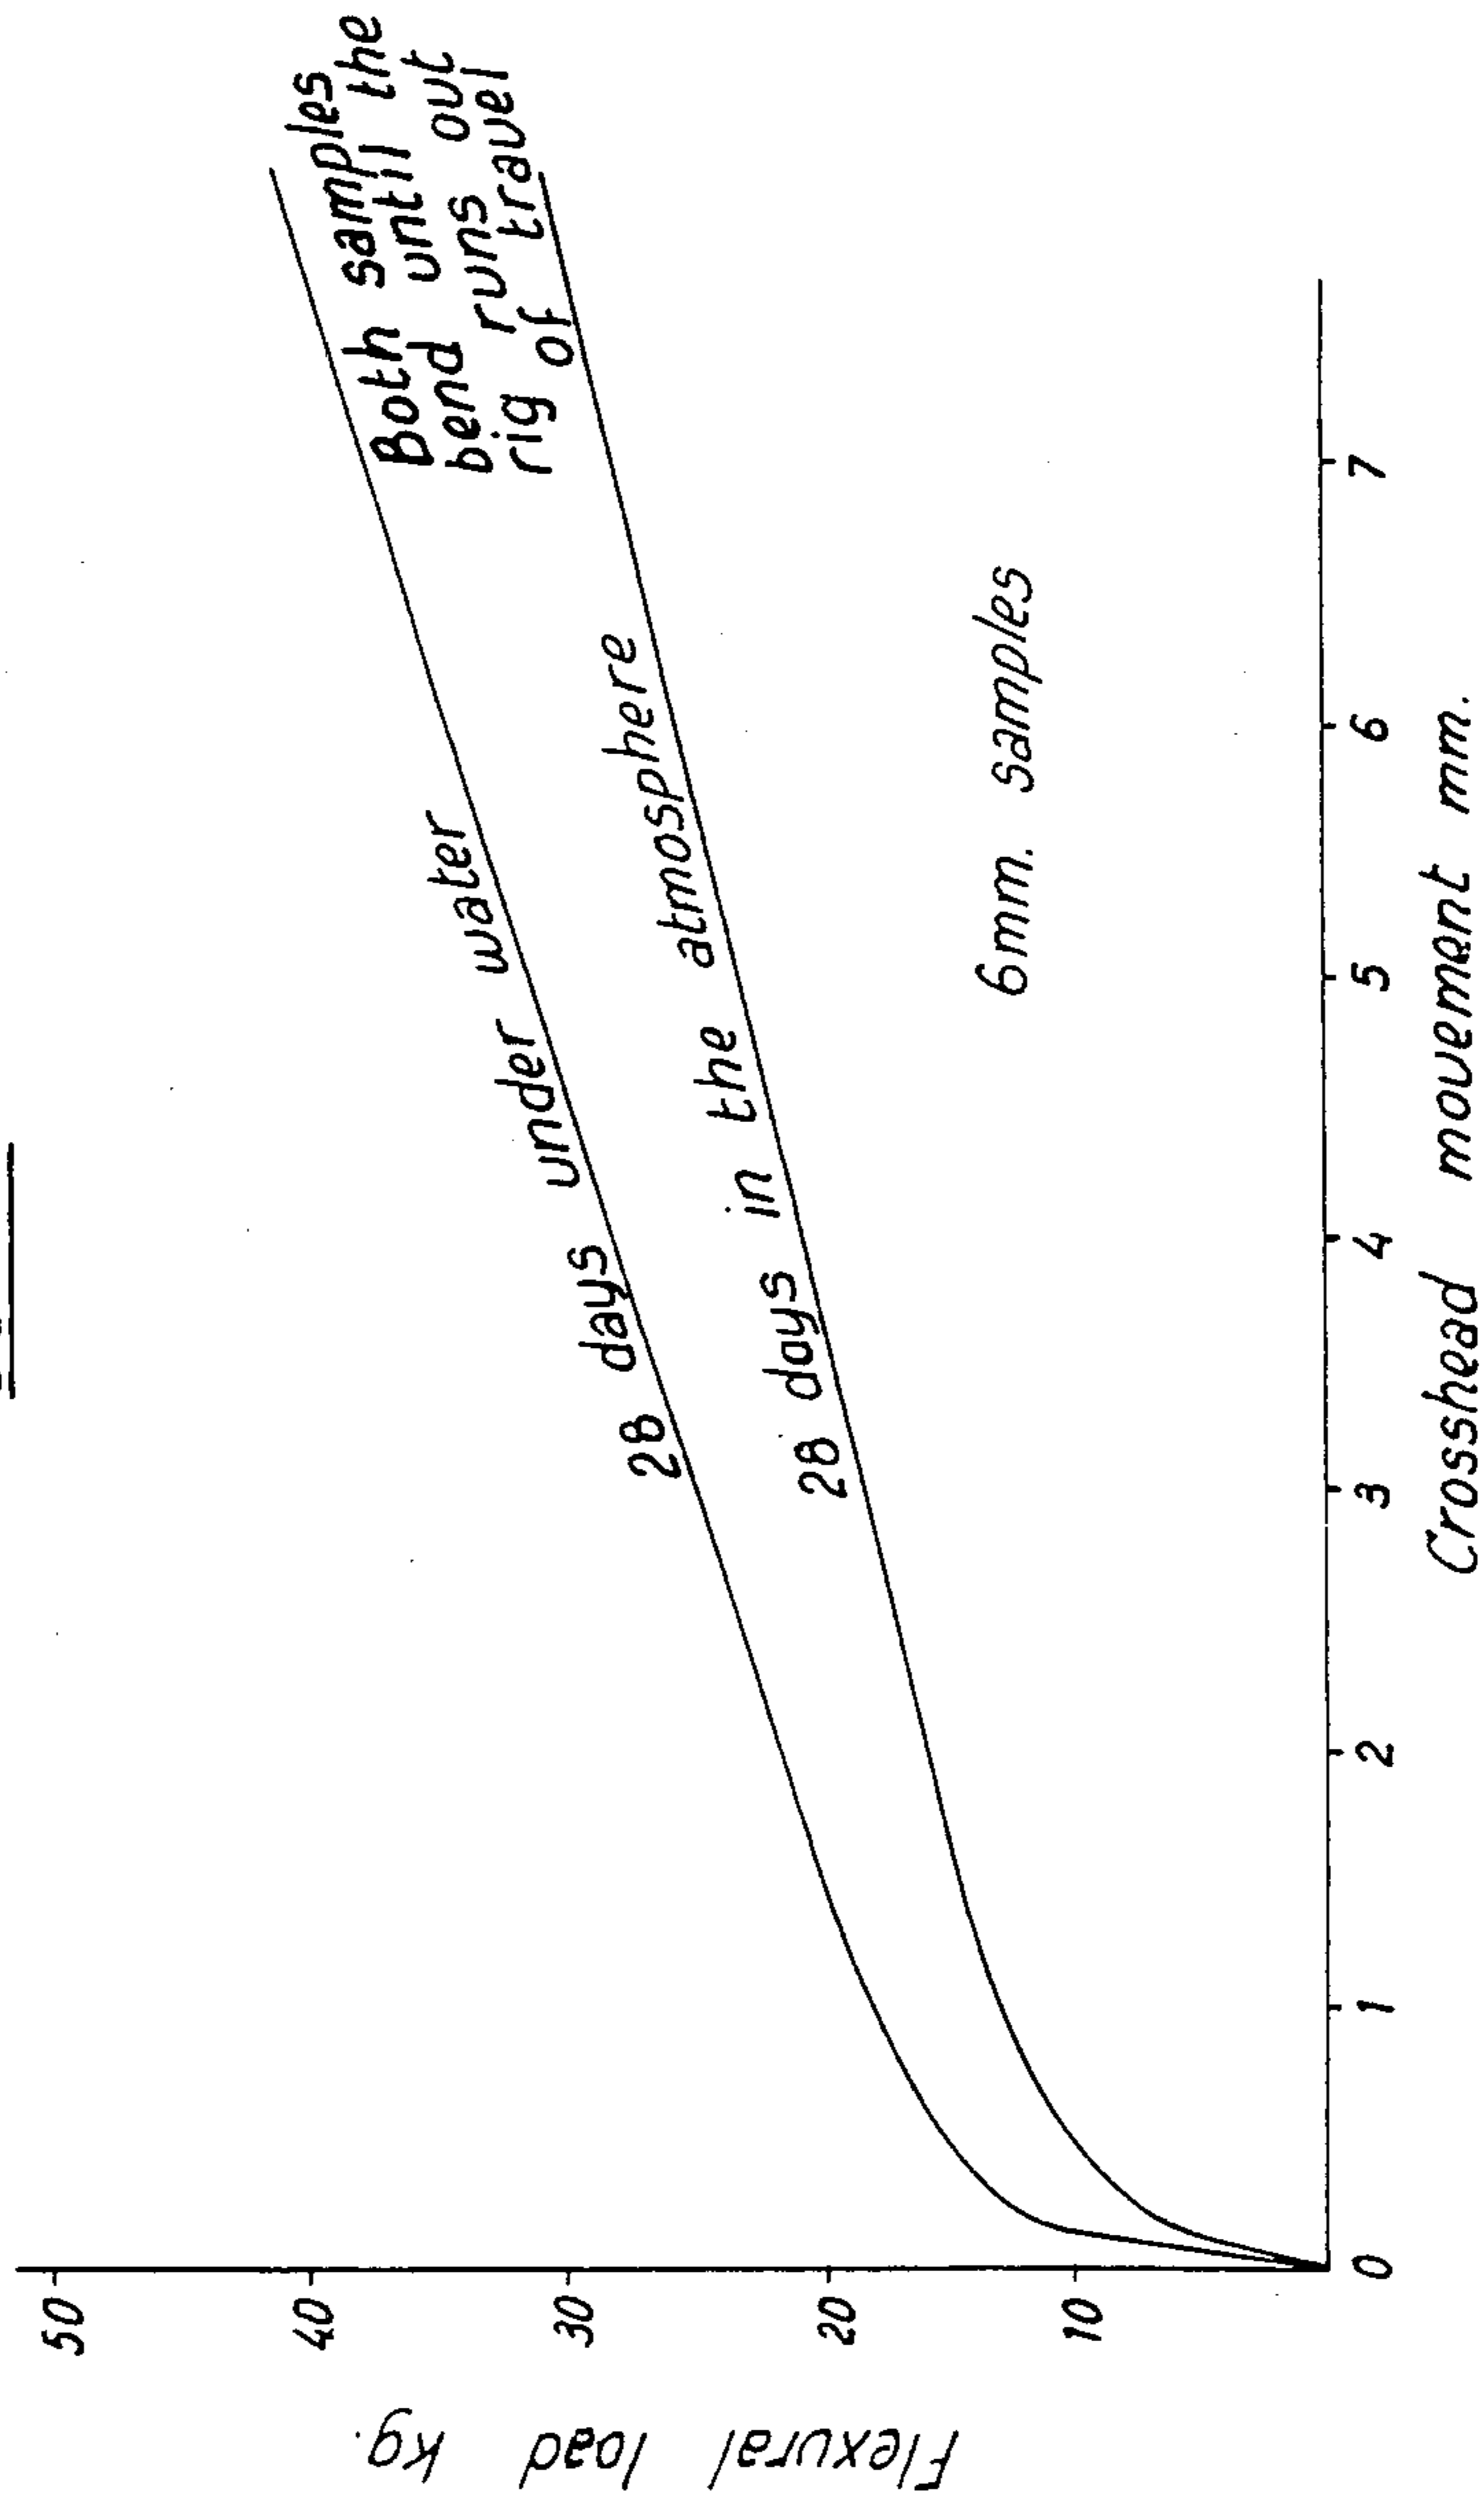 50
40
30
20
10
Flexural load kg.
28 days under water
28 days in the atmosphere
Both samples
bend until the
rig runs out
of travel
6mm. samples
0 1 2 3 4 5 6 7
Crosshead movement mm.